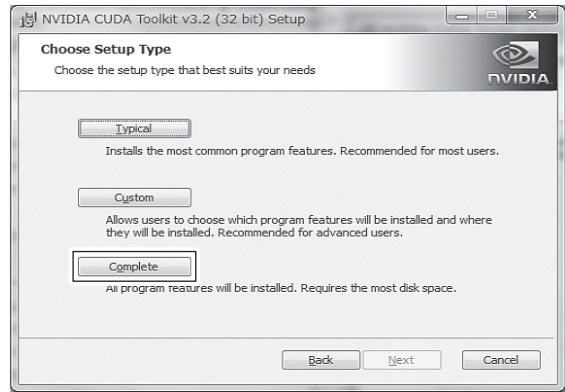 NVIDIA CUDA Toolkit v3.2 (32 bit) Setup
Choose Setup Type
Choose the setup type that best suits your needs
NVIDIA.
Typical
Installs the most common program features. Recommended for most users.
Custom
Allows users to choose which program features will be installed and where
they will be installed. Recommended for advanced users.
Complete
All program features will be installed. Requires the most disk space.
Back
Next
Cancel